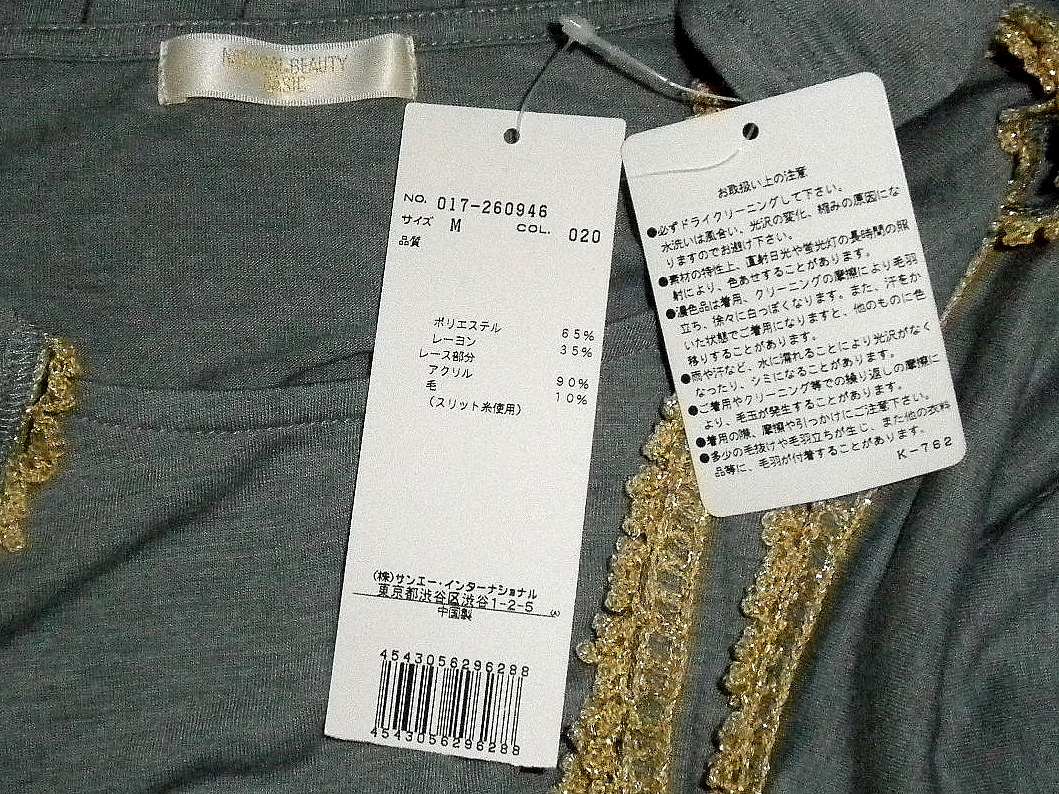 NATURAL BEAUTY
BASIC
NO. 017-260946
サイズ M COL. 020
品質
ポリエステル 65%
レーヨン 35%
レース部分
アクリル 90%
毛 10%
(スリット糸使用)
(株)サンエー・インターナショナル
東京都渋谷区渋谷1-2-5
中国製
4543056296288
4543056296288
お取扱い上の注意
●必ずドライクリーニングして下さい。
水洗いは風合い、光沢の変化、縮みの原因にな
りますのでお避け下さい。
●素材の特性上、直射日光や蛍光灯の長時間の照
射により、色あせすることがあります。
●濃色品は着用、クリーニングの摩擦により毛羽
立ち、徐々に白っぽくなります。また、汗をか
いた状態でご着用になりますと、他のものに色
移りすることがあります。
●雨や汗など、水に濡れることにより光沢がなく
なったり、シミになることがあります。
●ご着用やクリーニング等での繰り返しの摩擦に
より、毛玉が発生することがあります。
●着用の際、摩擦や引っかけにご注意下さい。
●多少の毛抜けや毛羽立ちが生じ、また他の衣料
品等に、毛羽が付着することがあります。
K-762